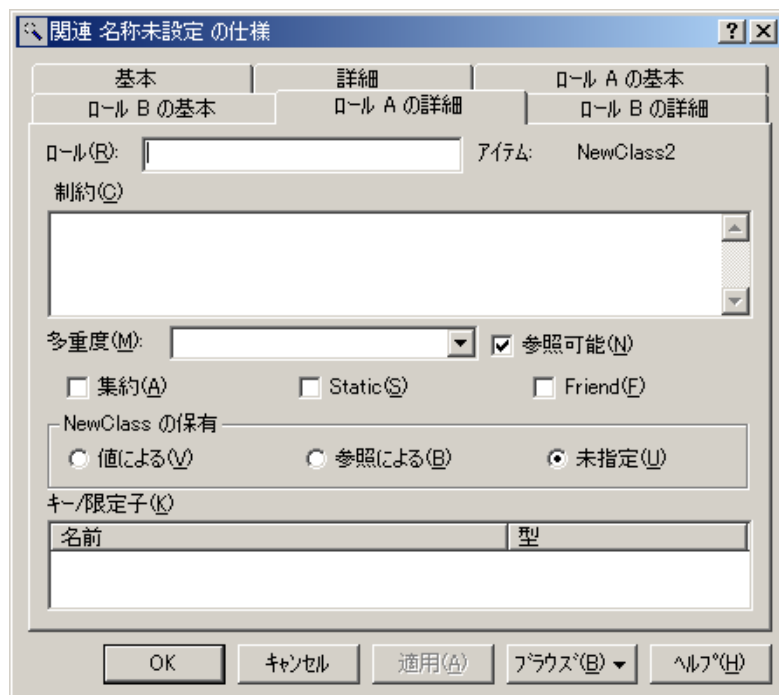 関連 名称未設定 の仕様
基本 詳細 ロール A の基本
ロール B の基本 ロール A の詳細 ロール B の詳細
ロール(R): アイテム: NewClass2
制約(C)
多重度(M): 参照可能(N)
集約(A) Static(S) Friend(F)
NewClass の保有
値による(V) 参照による(B) 未指定(U)
キー/限定子(K)
名前 型
OK キャンセル 適用(A) ブラウズ(B) ヘルプ(H)